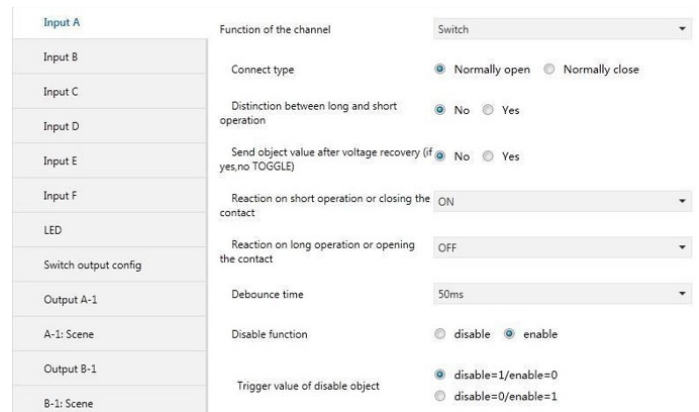 Input A
Input B
Input C
Input D
Input E
Input F
LED
Switch output config
Output A-1
A-1: Scene
Output B-1
B-1: Scene
Function of the channel
Switch
Connect type
Normally open Normally close
Distinction between long and short
operation
No Yes
Send object value after voltage recovery (if
yes,no TOGGLE)
No Yes
Reaction on short operation or closing the
contact
ON
Reaction on long operation or opening
the contact
OFF
Debounce time
50ms
Disable function
disable enable
Trigger value of disable object
disable=1/enable=0
disable=0/enable=1